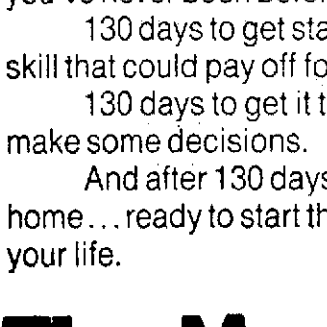 130 days to get sta
skill that could pay off fo
130 days to get it t
make some decisions.
And after 130 days
home... ready to start th
your life.